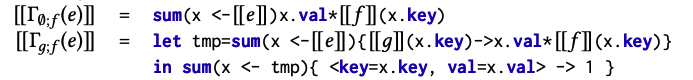 [[Γ∅;f(e)]] = sum(x <-[[e]])x.val*[[f]](x.key)
[[Γg;f(e)]] = let tmp=sum(x <-[[e]]){[[g]](x.key)->x.val*[[f]](x.key)}
in sum(x <- tmp){ <key=x.key, val=x.val> -> 1 }